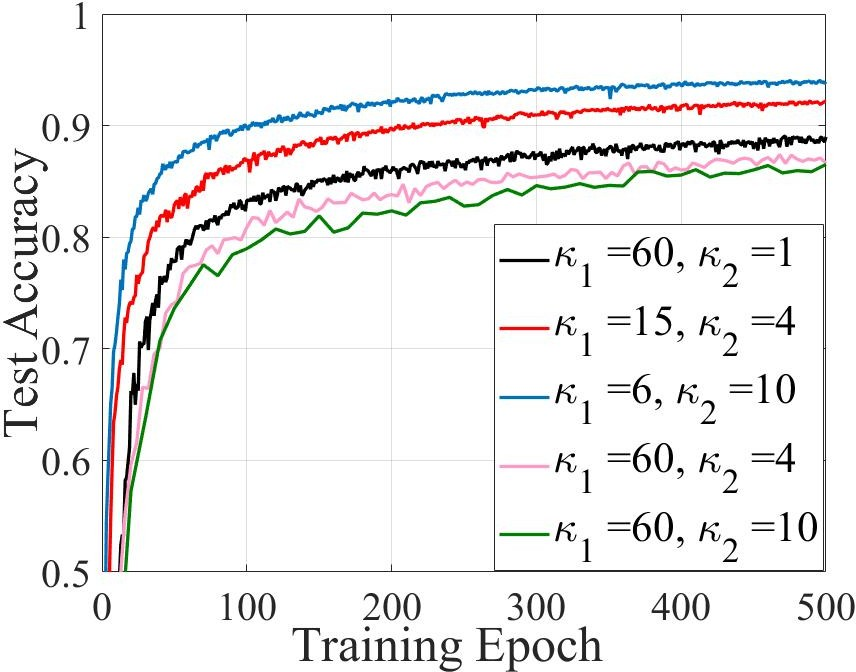 1
0.9
0.8
0.7
0.6
0.5
Test Accuracy
κ1 =60, κ2 =1
κ1 =15, κ2 =4
κ1 =6, κ2 =10
κ1 =60, κ2 =4
κ1 =60, κ2 =10
0 100 200 300 400 500
Training Epoch